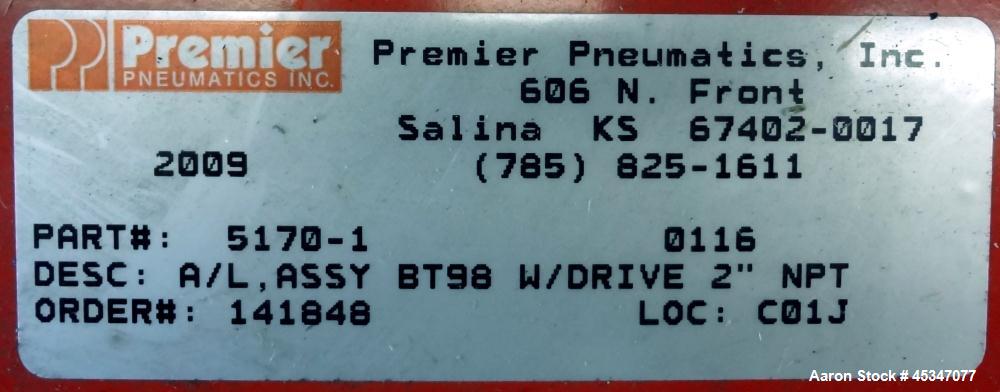 Premier
PNEUMATICS INC.
Premier Pneumatics, Inc.
606 N. Front
Salina KS 67402-0017
2009 (785) 825-1611
PART#: 5170-1 0116
DESC: A/L,ASSY BT98 W/DRIVE 2" NPT
ORDER#: 141848 LOC: C01J
Aaron Stock # 45347077